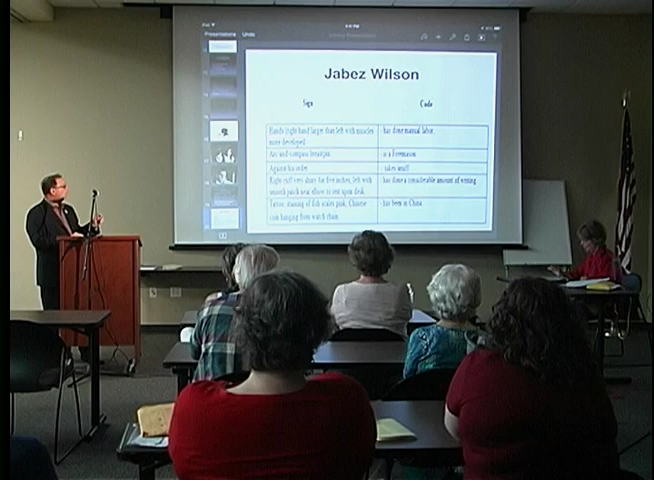 Presentations Undo
Jabez Wilson
Sign Code
Hands (right hand larger than left with muscles
more developed
- has done manual labor.
Arc-and-compass breastpin
- is a Freemason
Against his order
- takes snuff
Right cuff very shiny for five inches, left with
smooth patch near elbow to rest upon desk.
- has done a considerable amount of writing
Tattoo, staining of fish scales pink, Chinese
coin hanging from watch chain.
- has been in China